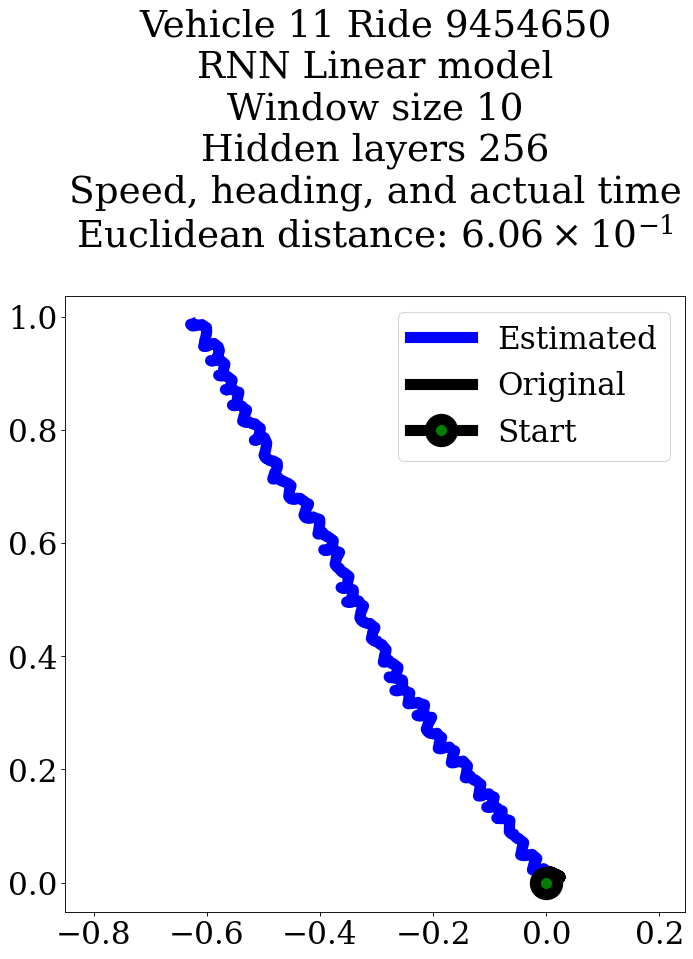 Vehicle 11 Ride 9454650
RNN Linear model
Window size 10
Hidden layers 256
Speed, heading, and actual time
Euclidean distance: 6.06 × 10⁻¹
Estimated
Original
Start
1.0
0.8
0.6
0.4
0.2
0.0
−0.8 −0.6 −0.4 −0.2 0.0 0.2